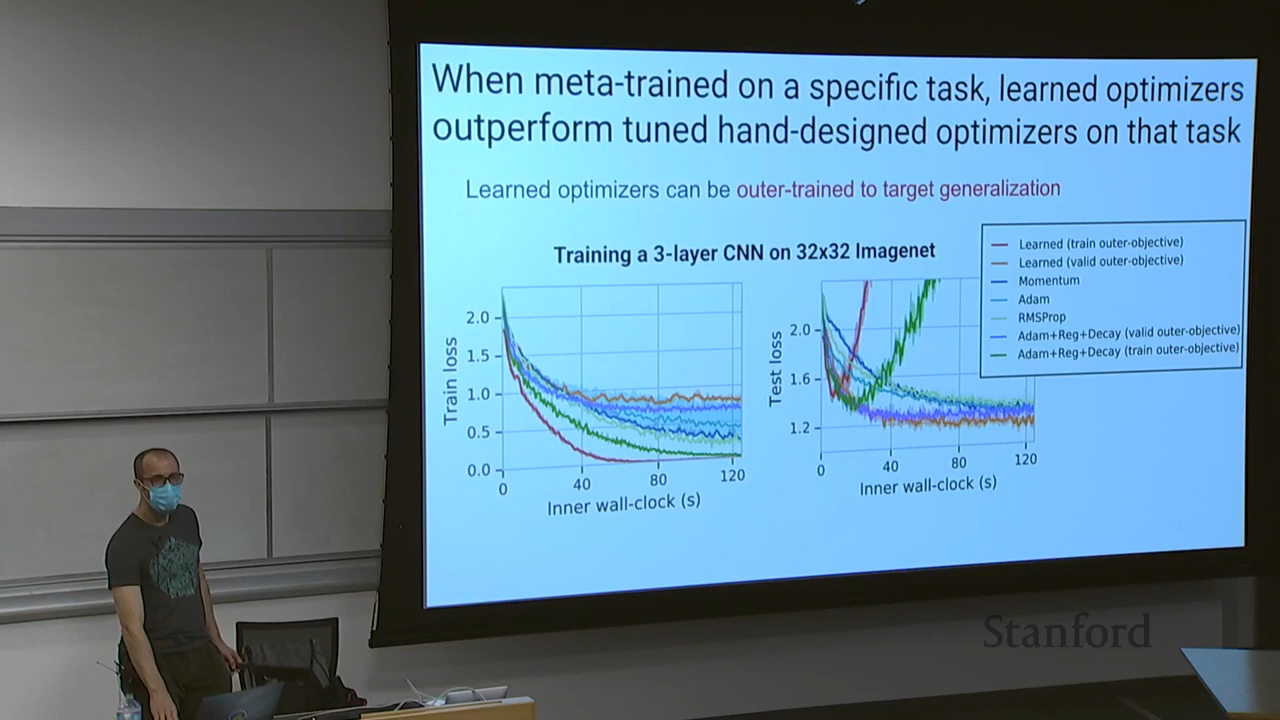 When meta-trained on a specific task, learned optimizers
outperform tuned hand-designed optimizers on that task
Learned optimizers can be outer-trained to target generalization
Training a 3-layer CNN on 32x32 Imagenet
Learned (train outer-objective)
Learned (valid outer-objective)
Momentum
Adam
RMSProp
Adam+Reg+Decay (valid outer-objective)
Adam+Reg+Decay (train outer-objective)
Train loss
2.0
1.5
1.0
0.5
0.0
0
40
80
120
Inner wall-clock (s)
Test loss
2.0
1.6
1.2
0
40
80
120
Inner wall-clock (s)
Stanford